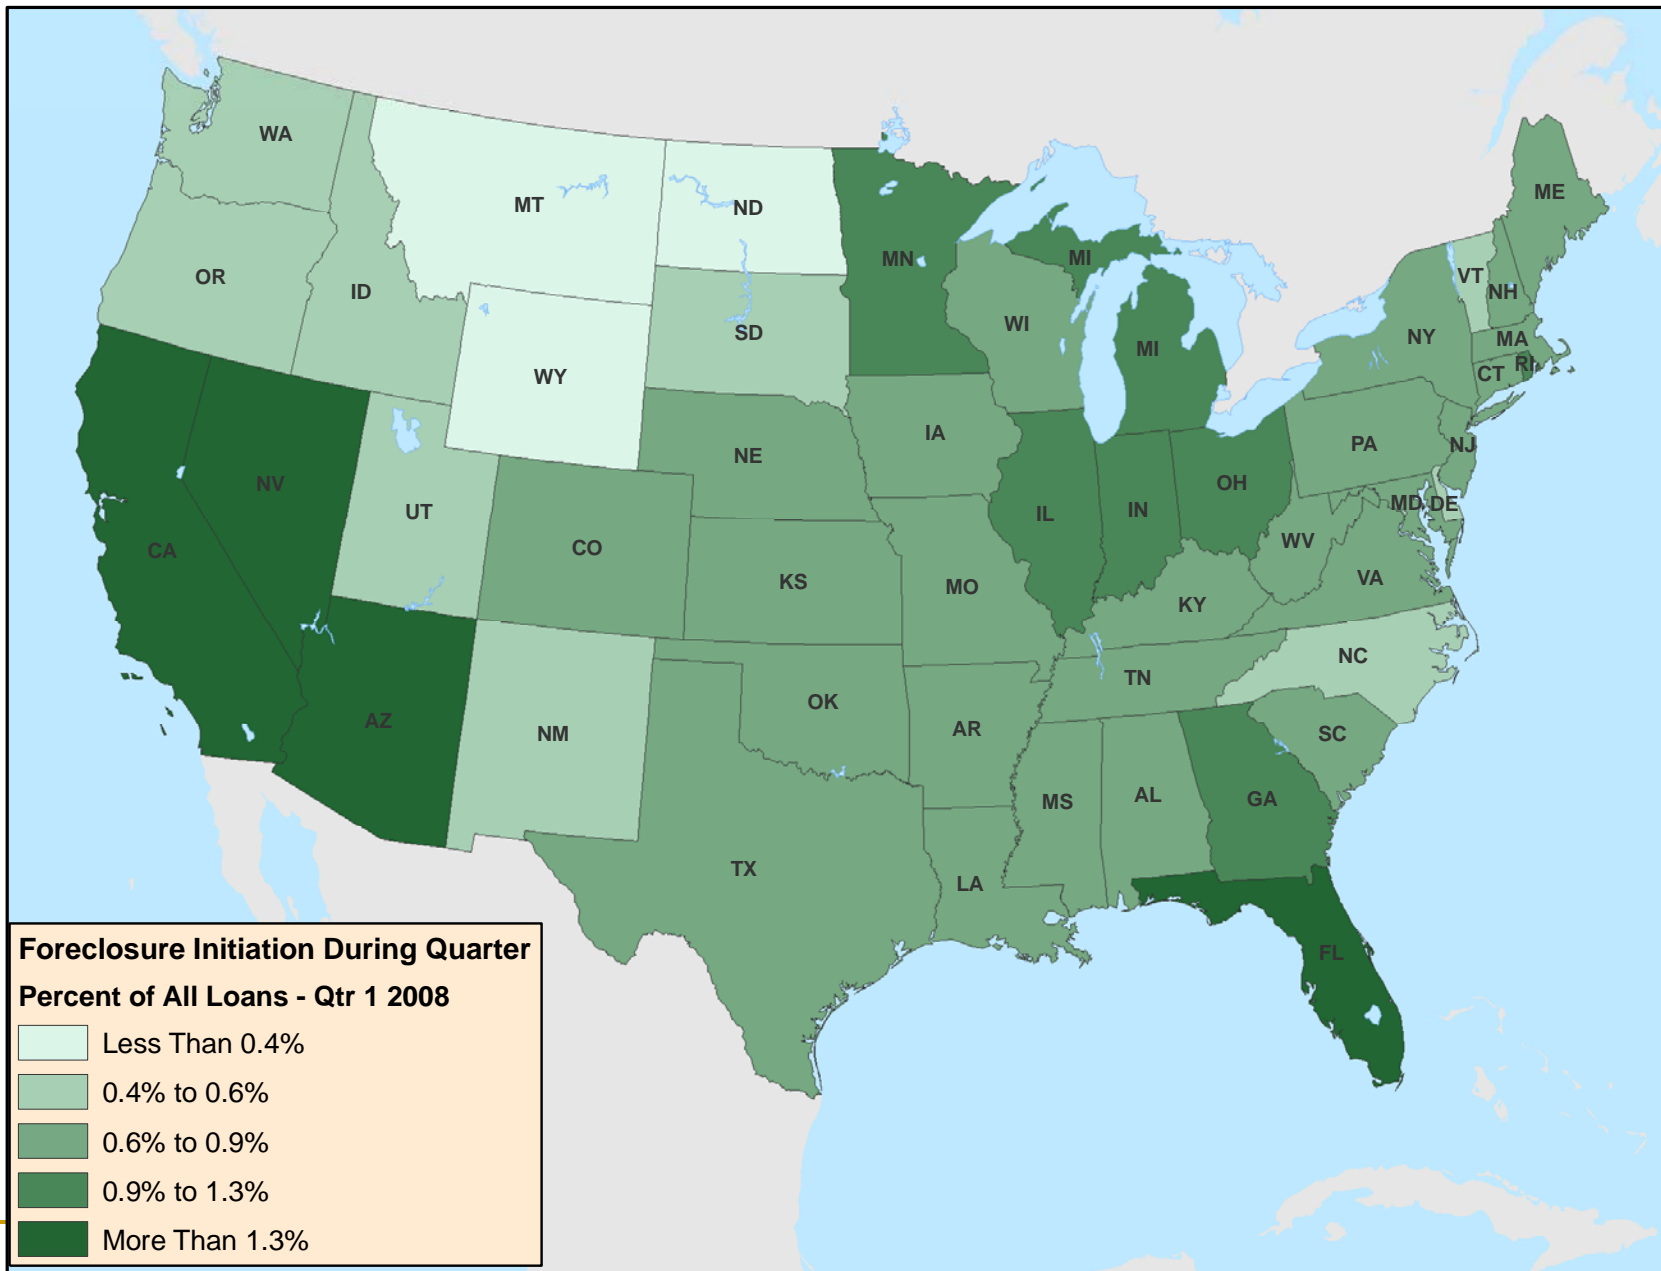 WA
MT
ND
ME
OR
ID
MN
MI
VT
NH
SD
WI
NY
MA
WY
MI
CT
RI
IA
PA
NJ
NE
NV
UT
IL
IN
OH
MD
DE
CA
CO
WV
KS
MO
VA
KY
NC
TN
AZ
NM
OK
AR
SC
MS
AL
GA
TX
LA
FL
Foreclosure Initiation During Quarter
Percent of All Loans - Qtr 1 2008
Less Than 0.4%
0.4% to 0.6%
0.6% to 0.9%
0.9% to 1.3%
More Than 1.3%